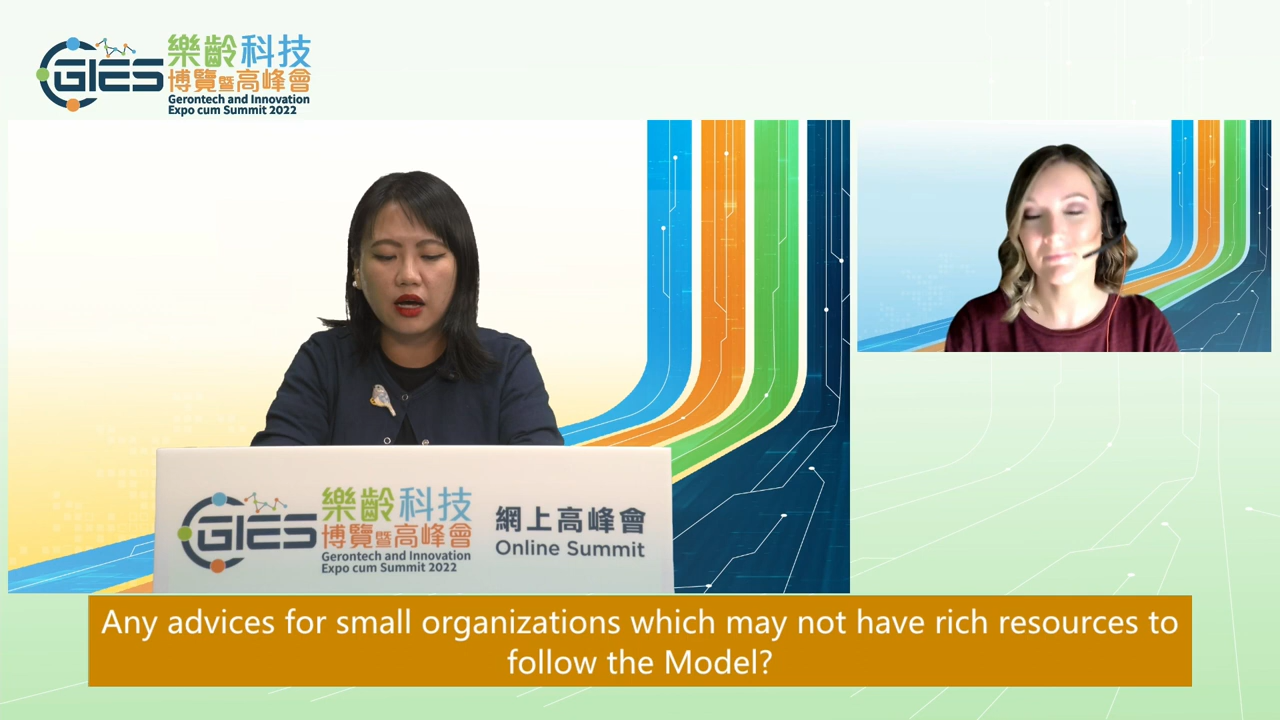 GIES
樂齡科技
博覽暨高峰會
Gerontech and Innovation
Expo cum Summit 2022
GIES
樂齡科技
博覽暨高峰會
Gerontech and Innovation
Expo cum Summit 2022
網上高峰會
Online Summit
Any advices for small organizations which may not have rich resources to
follow the Model?